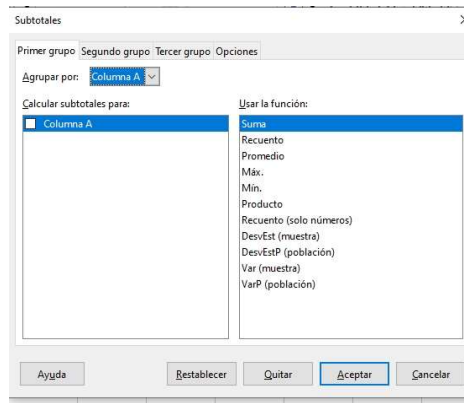 Subtotales
Primer grupo Segundo grupo Tercer grupo Opciones
Agrupar por: Columna A
Calcular subtotales para: Usar la función:
Columna A
Suma
Recuento
Promedio
Máx.
Mín.
Producto
Recuento (solo números)
DesvEst (muestra)
DesvEstP (población)
Var (muestra)
VarP (población)
Ayuda Restablecer Quitar Aceptar Cancelar